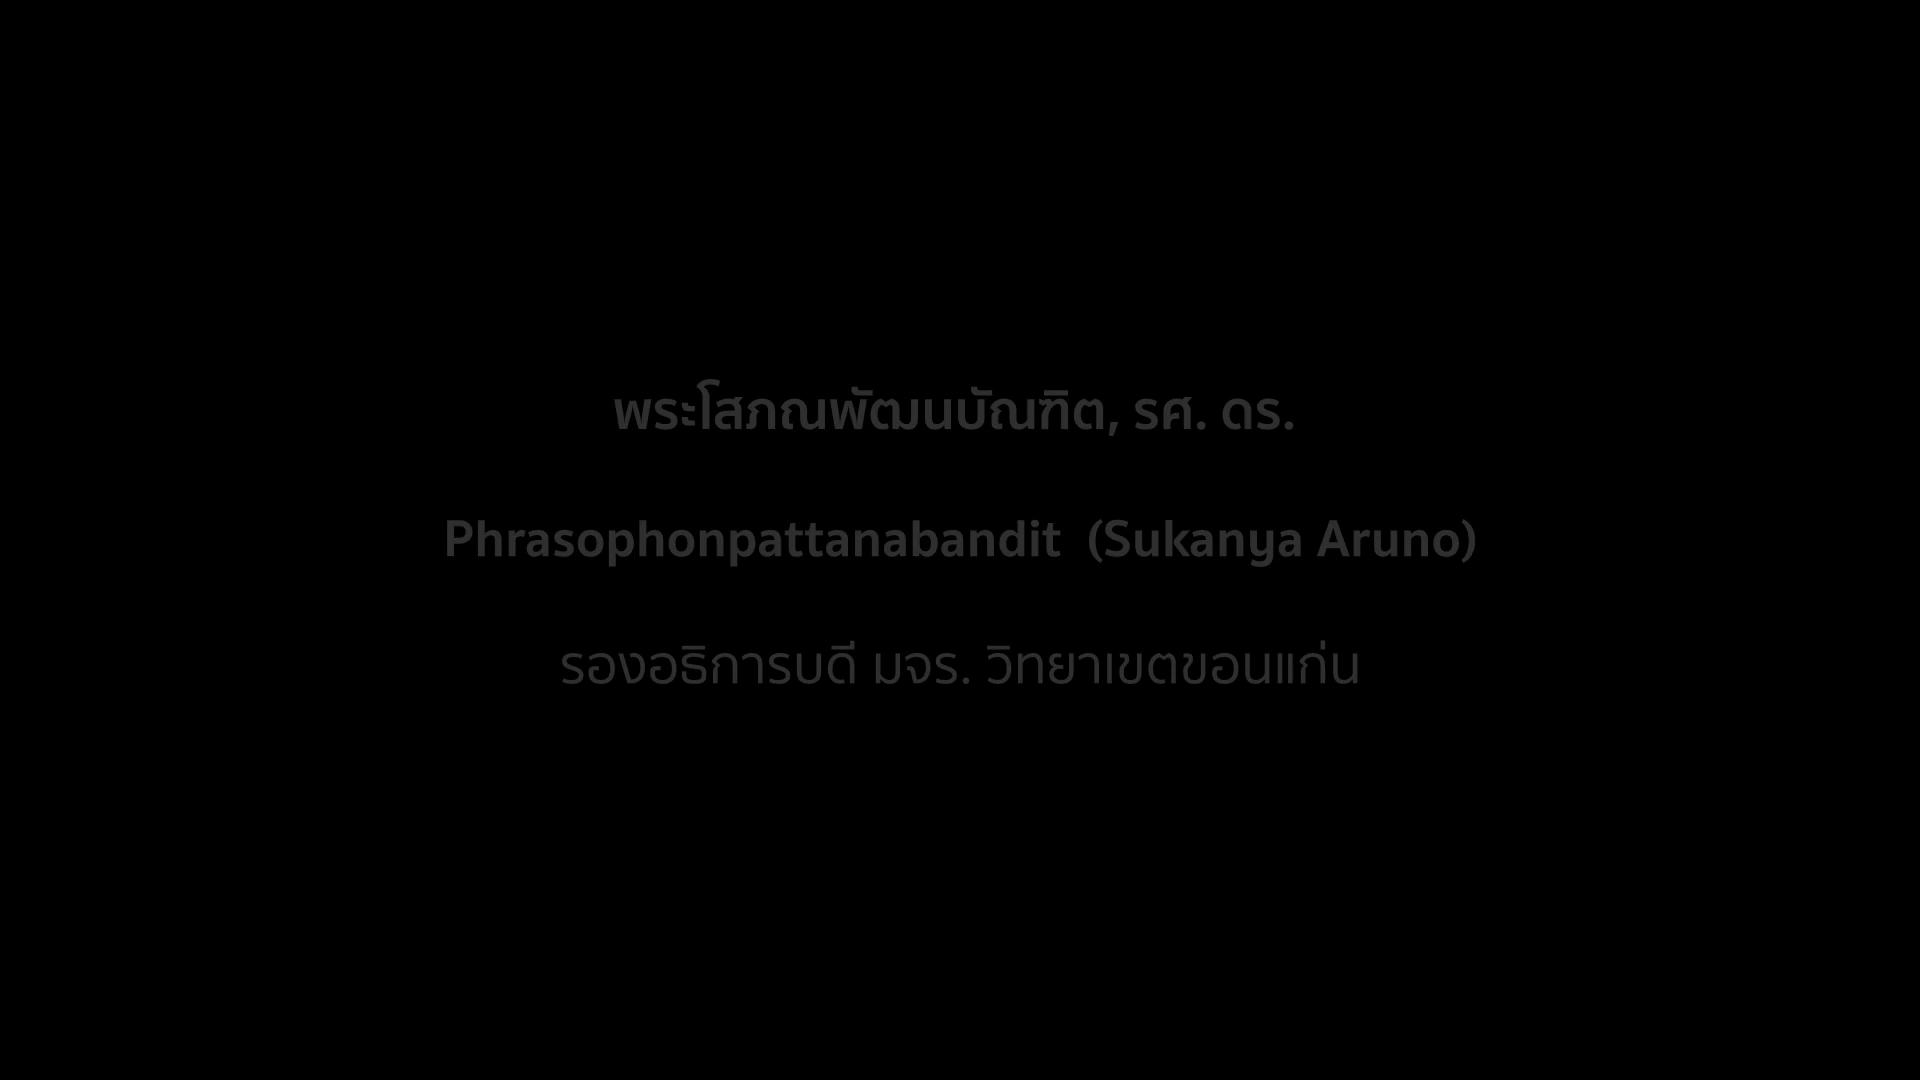 พระโสภณพัฒนบัณฑิต, รศ. ดร.
Phrasophonpattanabandit (Sukanya Aruno)
รองอธิการบดี มจร. วิทยาเขตขอนแก่น